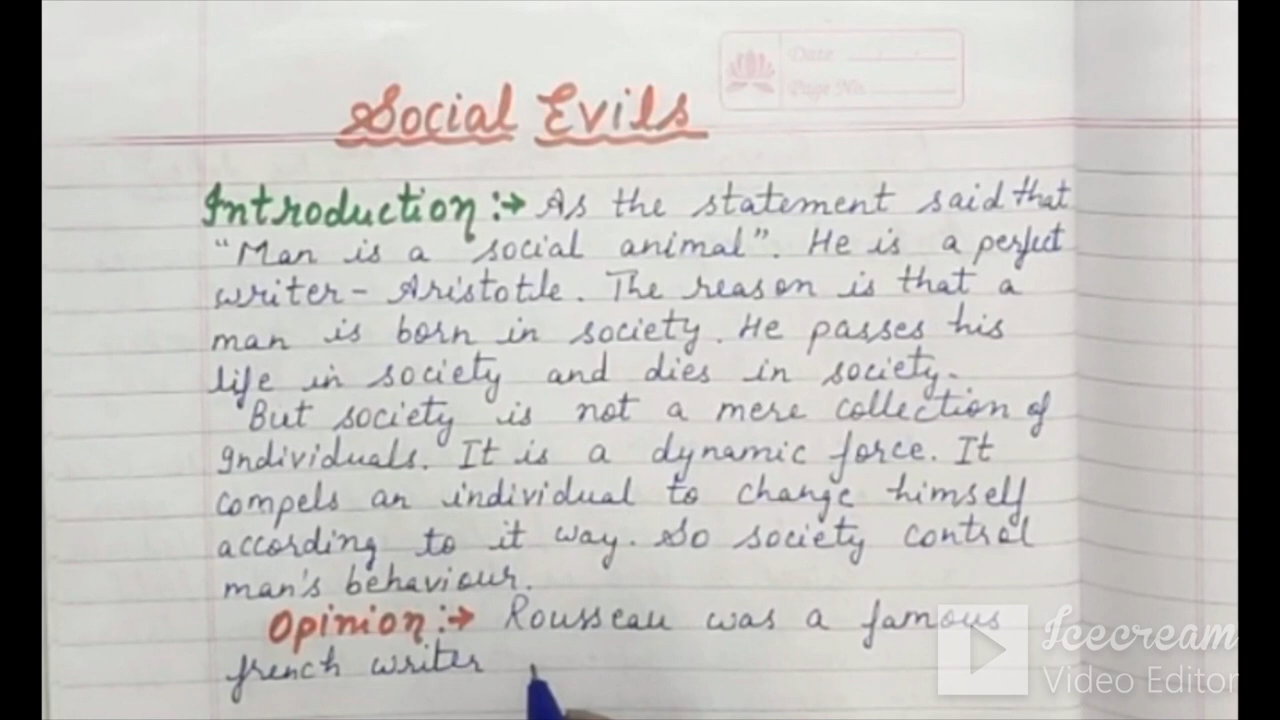 Date
Page No.
Social Evils
Introduction:→ As the statement said that
"Man is a social animal". He is a perfect
writer - Aristotle. The reason is that a
man is born in society. He passes his
life in society and dies in society.
But society is not a mere collection of
individuals. It is a dynamic force. It
compels an individual to change himself
according to it way. So society control
man's behaviour.
Opinion:→ Rousseau was a famous
french writer
Icecream
Video Editor